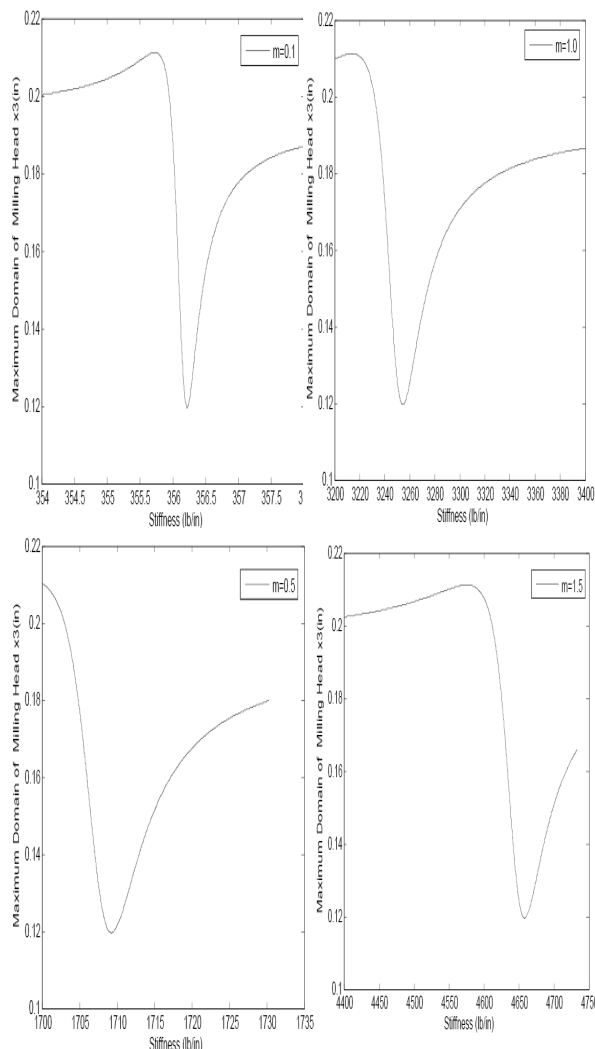 Maximum Domain of Milling Head x3(in)
0.22
0.2
0.18
0.16
0.14
0.12
0.1
m=0.1
354 354.5 355 355.5 356 356.5 357 357.5 3
Stiffness (lb/in)
Maximum Domain of Milling Head x3(in)
0.22
0.2
0.18
0.16
0.14
0.12
0.1
m=1.0
3200 3220 3240 3260 3280 3300 3320 3340 3360 3380 3400
Stiffness (lb/in)
Maximum Domain of Milling Head x3(in)
0.22
0.2
0.18
0.16
0.14
0.12
0.1
m=0.5
1700 1705 1710 1715 1720 1725 1730 1735
Stiffness (lb/in)
Maximum Domain of Milling Head x3(in)
0.22
0.2
0.18
0.16
0.14
0.12
0.1
m=1.5
4400 4450 4500 4550 4600 4650 4700 4750
Stiffness (lb/in)